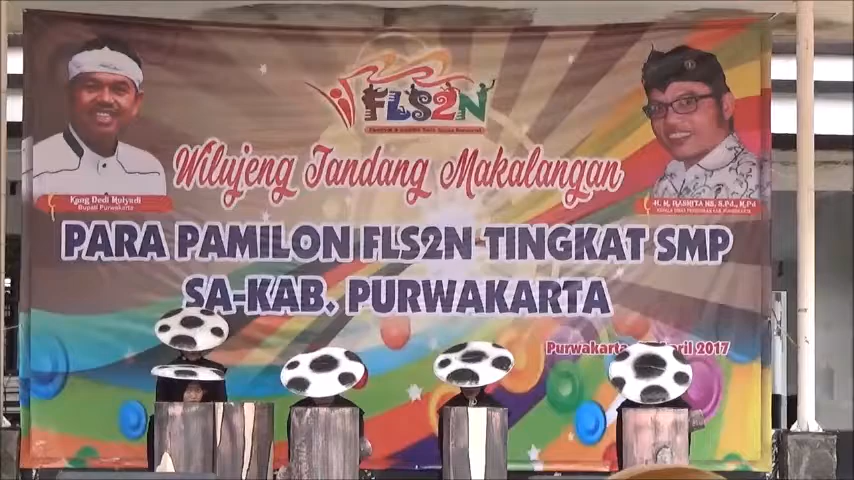 FLS2N
Wilujeng Tandang Makalangan
Kang Dedi Mulyadi
Bupati Purwakarta
PARA PAMILON FLS2N TINGKAT SMP
SA-KAB. PURWAKARTA
Purwakarta, April 2017